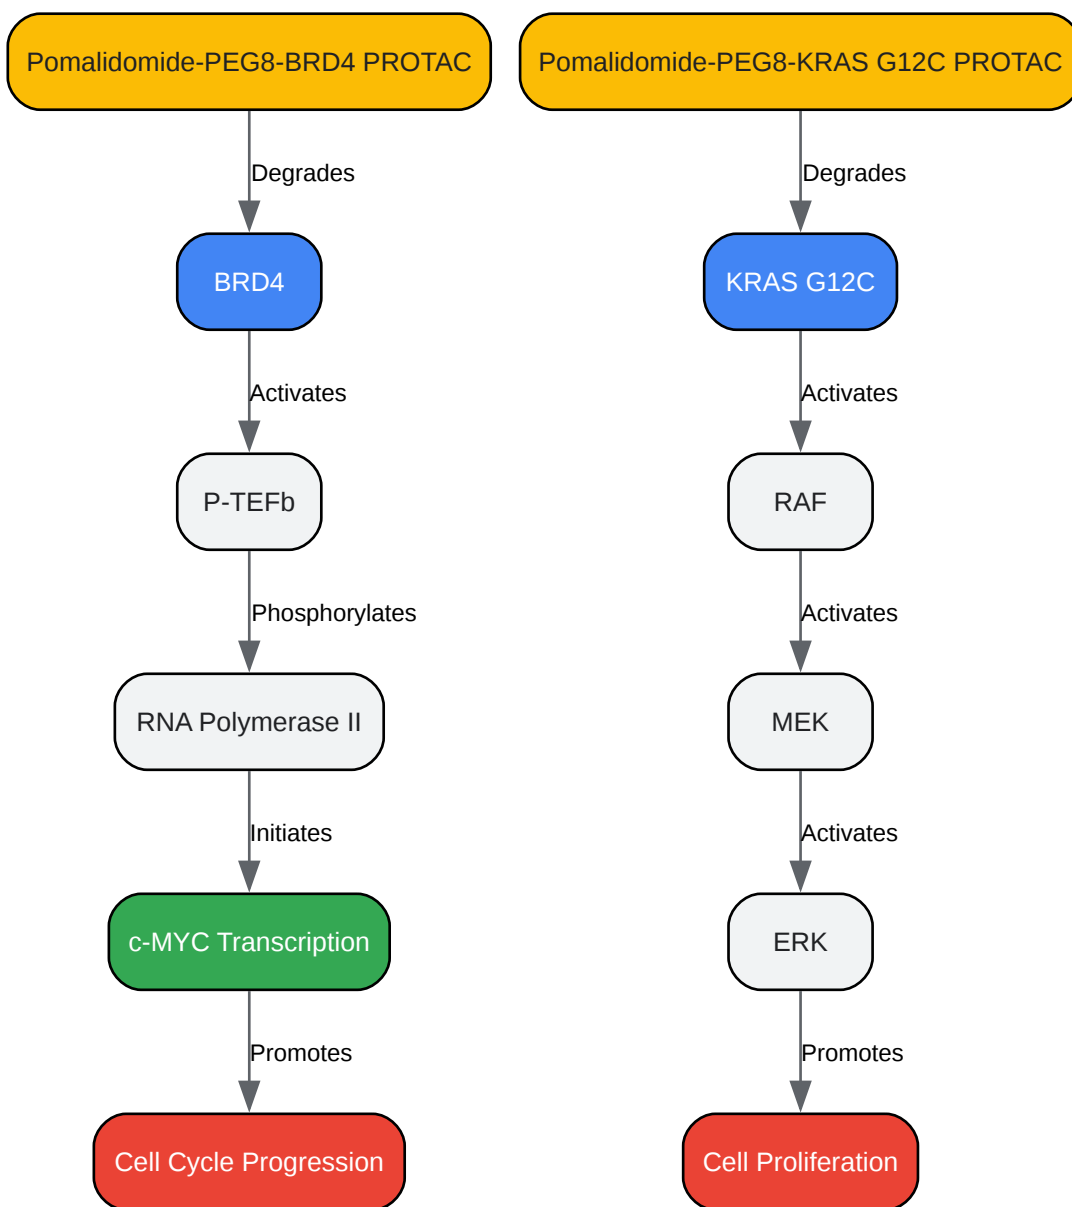 Pomalidomide-PEG8-BRD4 PROTAC
Degrades
BRD4
Activates
P-TEFb
Phosphorylates
RNA Polymerase II
Initiates
c-MYC Transcription
Promotes
Cell Cycle Progression
Pomalidomide-PEG8-KRAS G12C PROTAC
Degrades
KRAS G12C
Activates
RAF
Activates
MEK
Activates
ERK
Promotes
Cell Proliferation